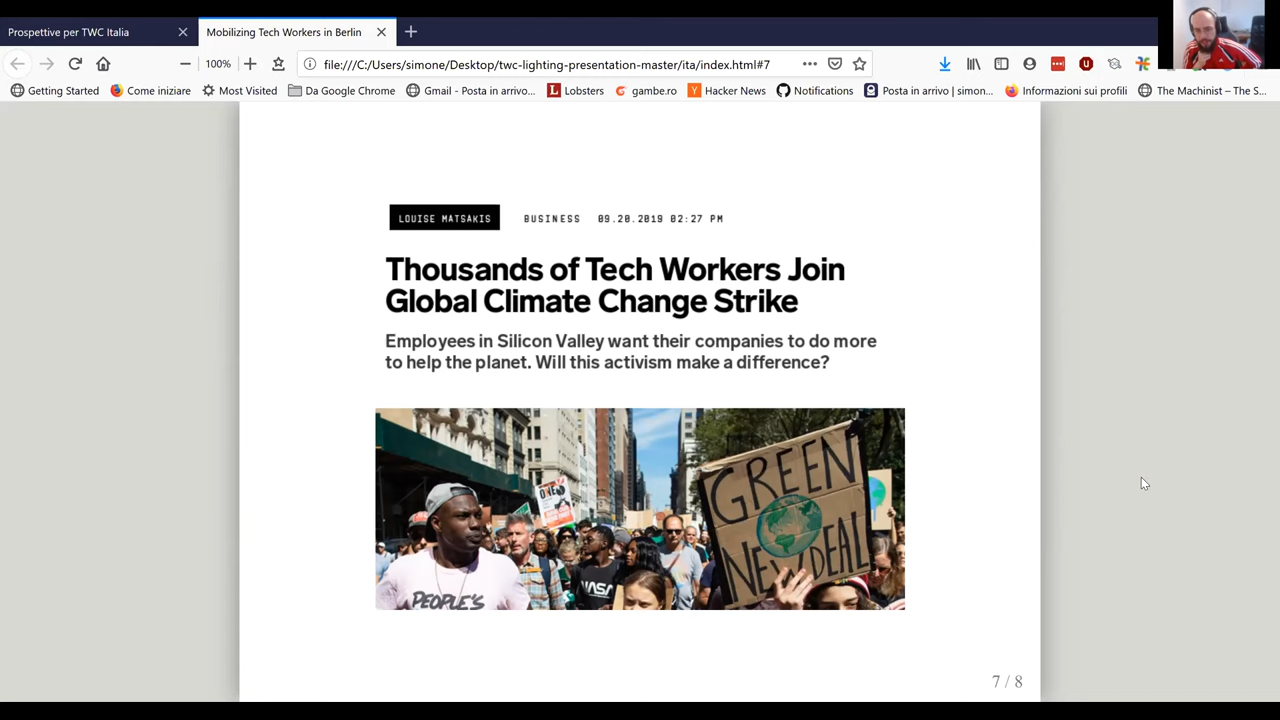 Prospettive per TWC Italia
Mobilizing Tech Workers in Berlin
100%
file:///C:/Users/simone/Desktop/twc-lighting-presentation-master/ita/index.html#7
Getting Started
Come iniziare
Most Visited
Da Google Chrome
Gmail - Posta in arrivo...
Lobsters
gambe.ro
Hacker News
Notifications
Posta in arrivo | simon...
Informazioni sui profili
The Machinist – The S...
LOUISE MATSAKIS BUSINESS 09.20.2019 02:27 PM
Thousands of Tech Workers Join
Global Climate Change Strike
Employees in Silicon Valley want their companies to do more
to help the planet. Will this activism make a difference?
GREEN
NEW DEAL
ONE
NASA
PEOPLE'S
7 / 8